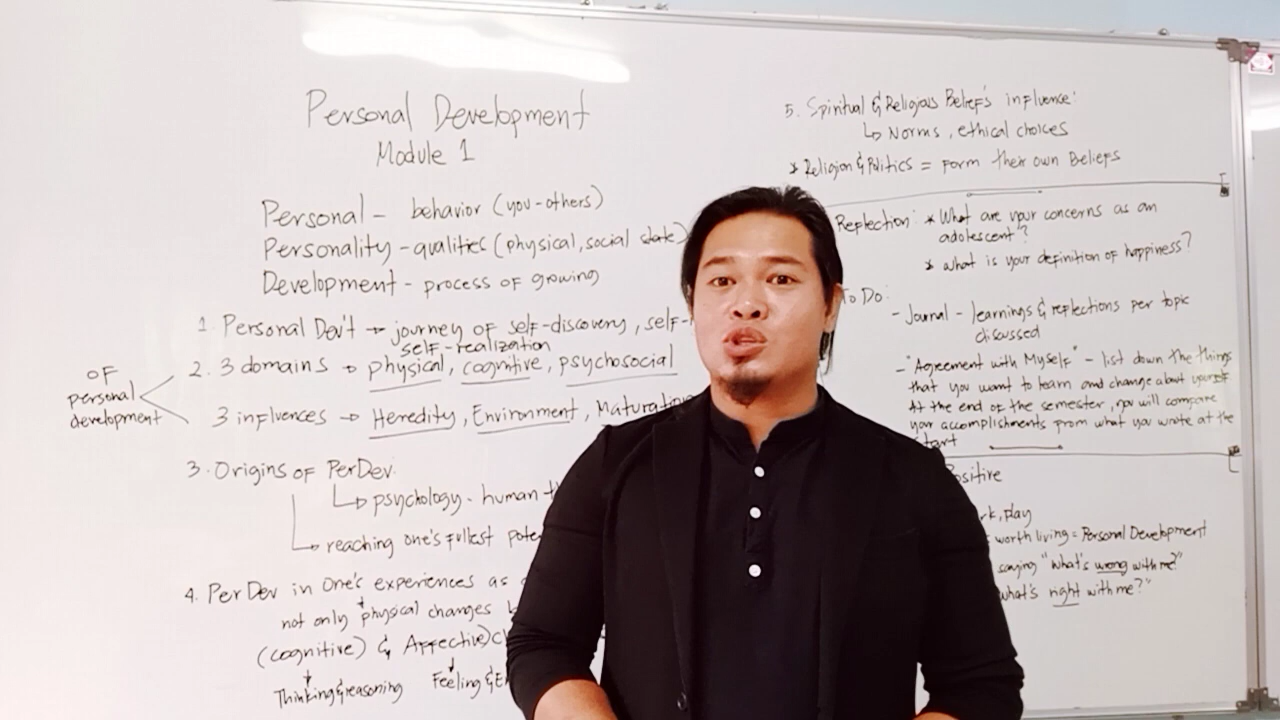 Personal Development
Module 1
Personal - behavior (you-others)
Personality - qualities (physical, social state)
Development - process of growing
1. Personal Dev't → journey of self-discovery, self-
self-realization
2. 3 domains → physical, cognitive, psychosocial
OF
personal
development
3 influences → Heredity, Environment, Maturation
3. Origins of PerDev.
↳ psychology - human
↳ reaching one's fullest
4. PerDev in one's experiences as
not only physical changes
(cognitive) & Affective)
Thinking & reasoning Feeling &
5. Spiritual & Religious Belief's influence:
↳ Norms, ethical choices
* Religion & Politics = form their own Beliefs
Reflection: * What are your concerns as an
adolescent?
* what is your definition of happiness?
To Do:
- Journal - learnings & reflections per topic
discussed
- "Agreement with Myself" - list down the things
that you want to learn and change about yourself
At the end of the semester, you will compare
your accomplishments from what you wrote at the
start
play
worth living = Personal Development
saying "what's wrong with me?"
what's right with me?"